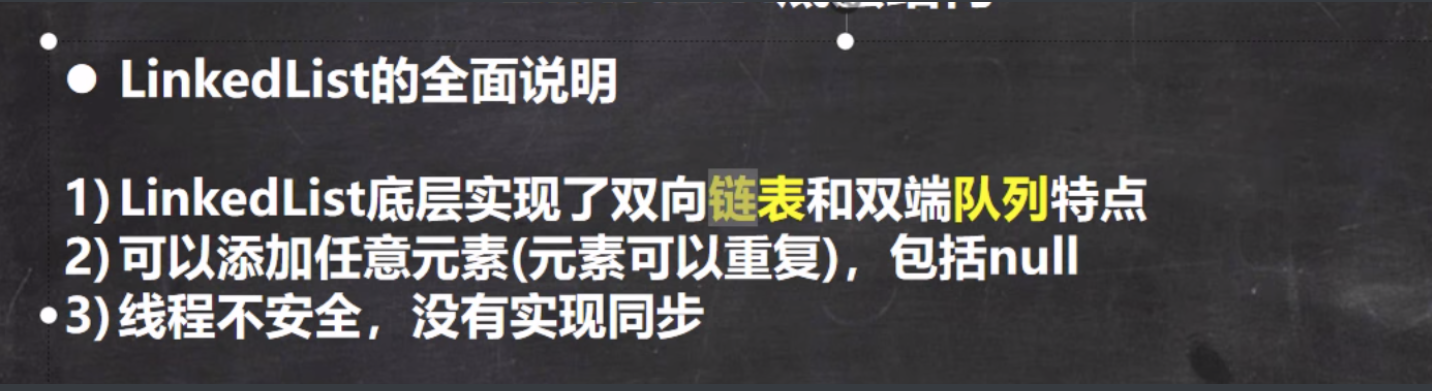 ● LinkedList的全面说明
1) LinkedList底层实现了双向链表和双端队列特点
2) 可以添加任意元素(元素可以重复)，包括null
3) 线程不安全，没有实现同步